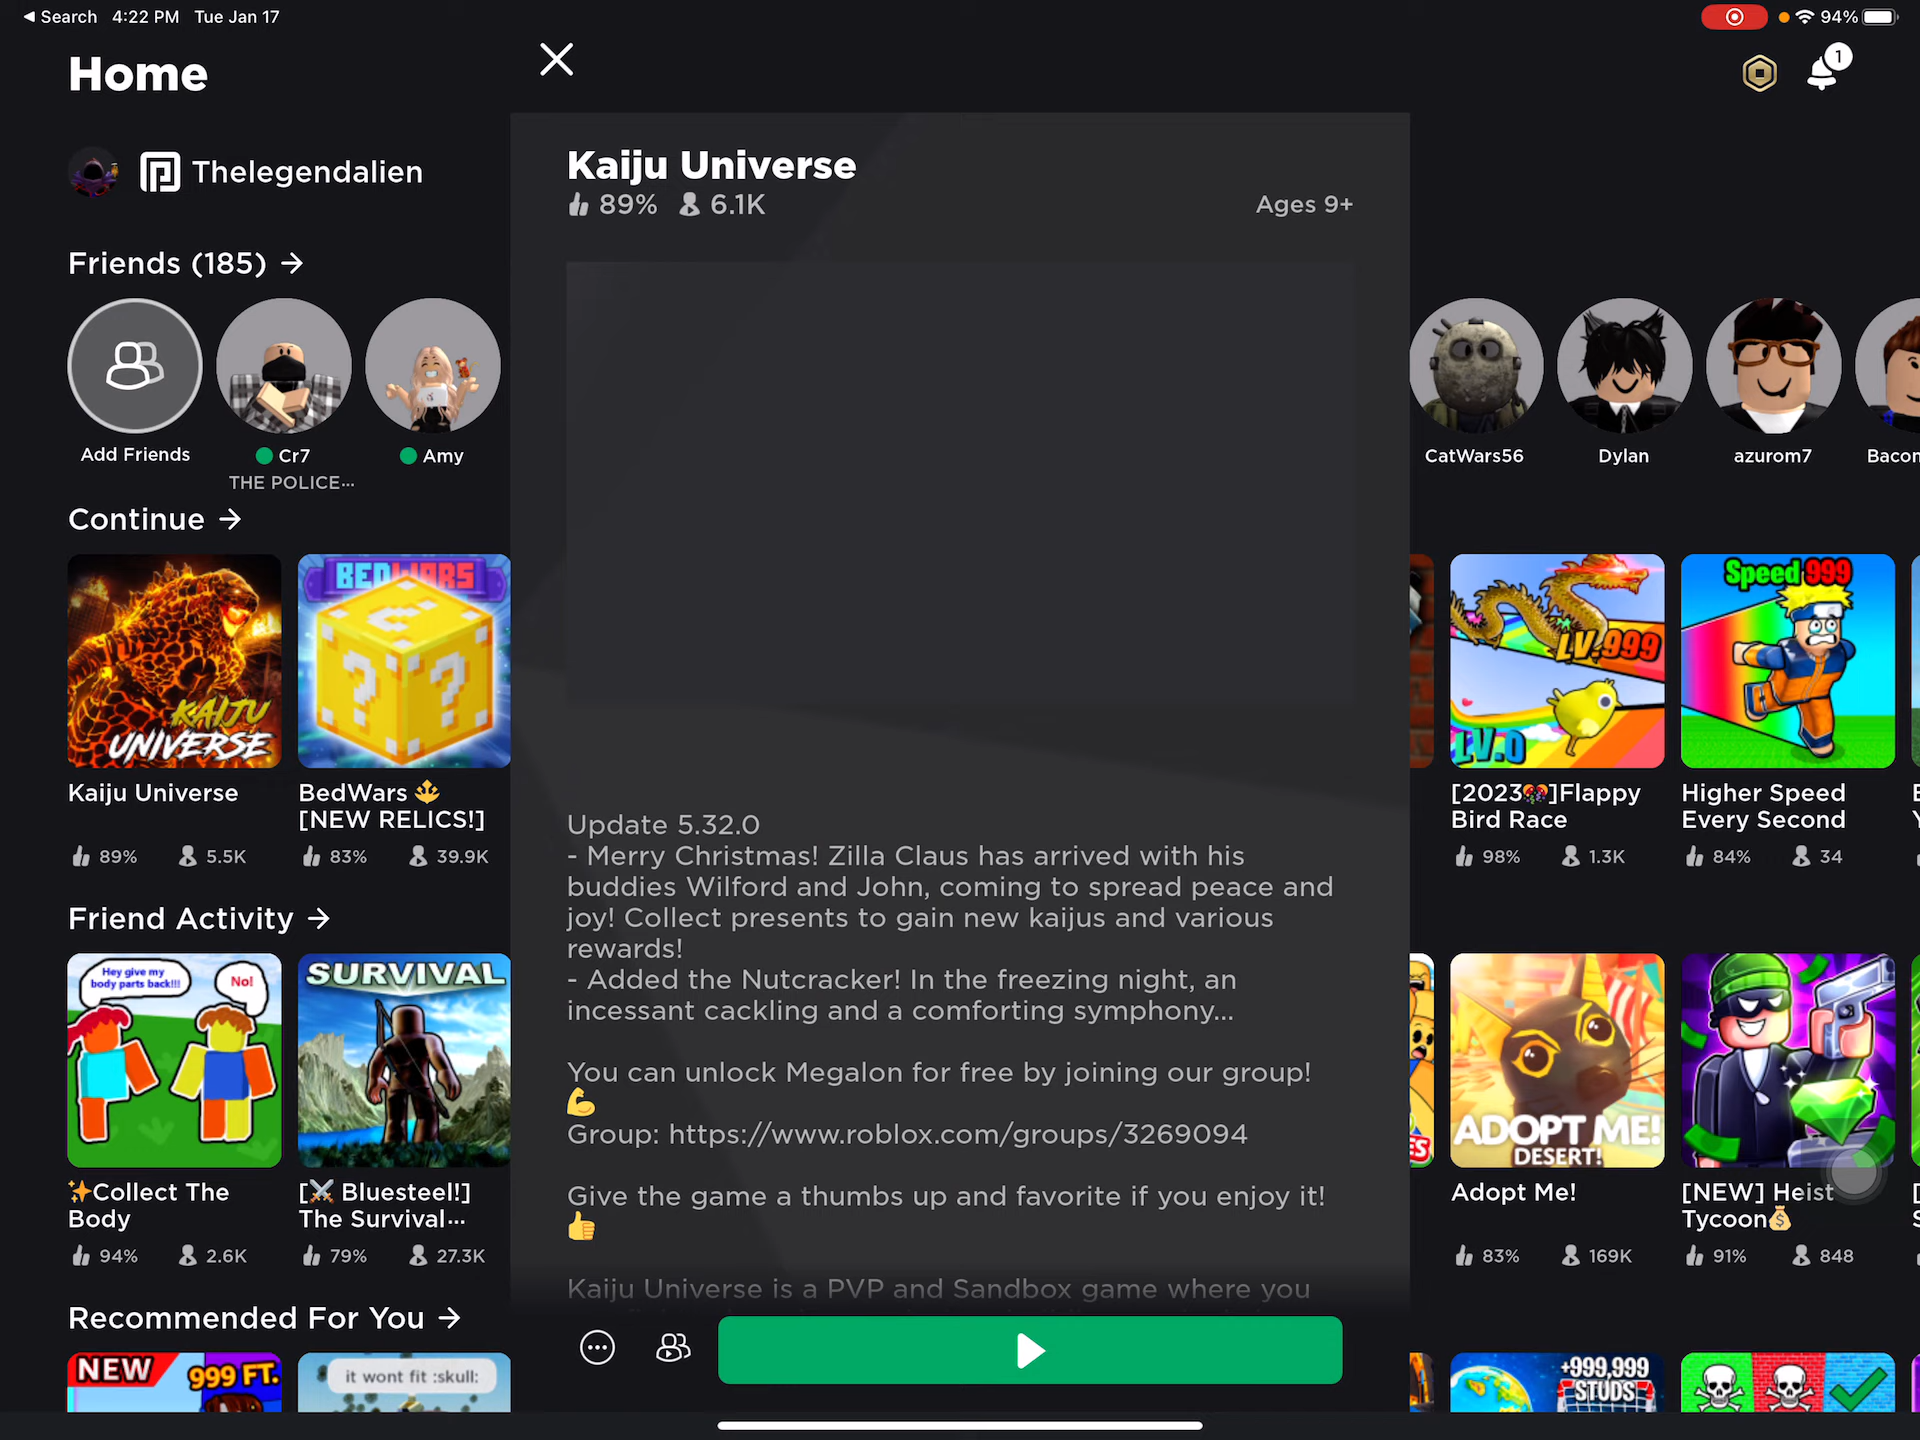 Search 4:22 PM Tue Jan 17
94%
Home
1
Thelegendalien
Friends (185)
Add Friends
Cr7
THE POLICE...
Amy
CatWars56
Dylan
azurom7
Bacon
Continue
KAIJU
UNIVERSE
Kaiju Universe
89% 5.5K
BEDWARS
? ?
BedWars
[NEW RELICS!]
83% 39.9K
LV.999
LV.0
[2023]Flappy
Bird Race
98% 1.3K
Speed 999
Higher Speed
Every Second
84% 34
Friend Activity
Hey give my
body parts back!!!
No!
Collect The
Body
94% 2.6K
SURVIVAL
[Bluesteel!]
The Survival...
79% 27.3K
ADOPT ME!
DESERT!
Adopt Me!
83% 169K
[NEW] Heist
Tycoon
91% 848
Recommended For You
NEW
999 FT.
it wont fit :skull:
+999,999
STUDS
Kaiju Universe
89% 6.1K
Ages 9+
Update 5.32.0
- Merry Christmas! Zilla Claus has arrived with his
buddies Wilford and John, coming to spread peace and
joy! Collect presents to gain new kaijus and various
rewards!
- Added the Nutcracker! In the freezing night, an
incessant cackling and a comforting symphony...
You can unlock Megalon for free by joining our group!
Group: https://www.roblox.com/groups/3269094
Give the game a thumbs up and favorite if you enjoy it!
Kaiju Universe is a PVP and Sandbox game where you